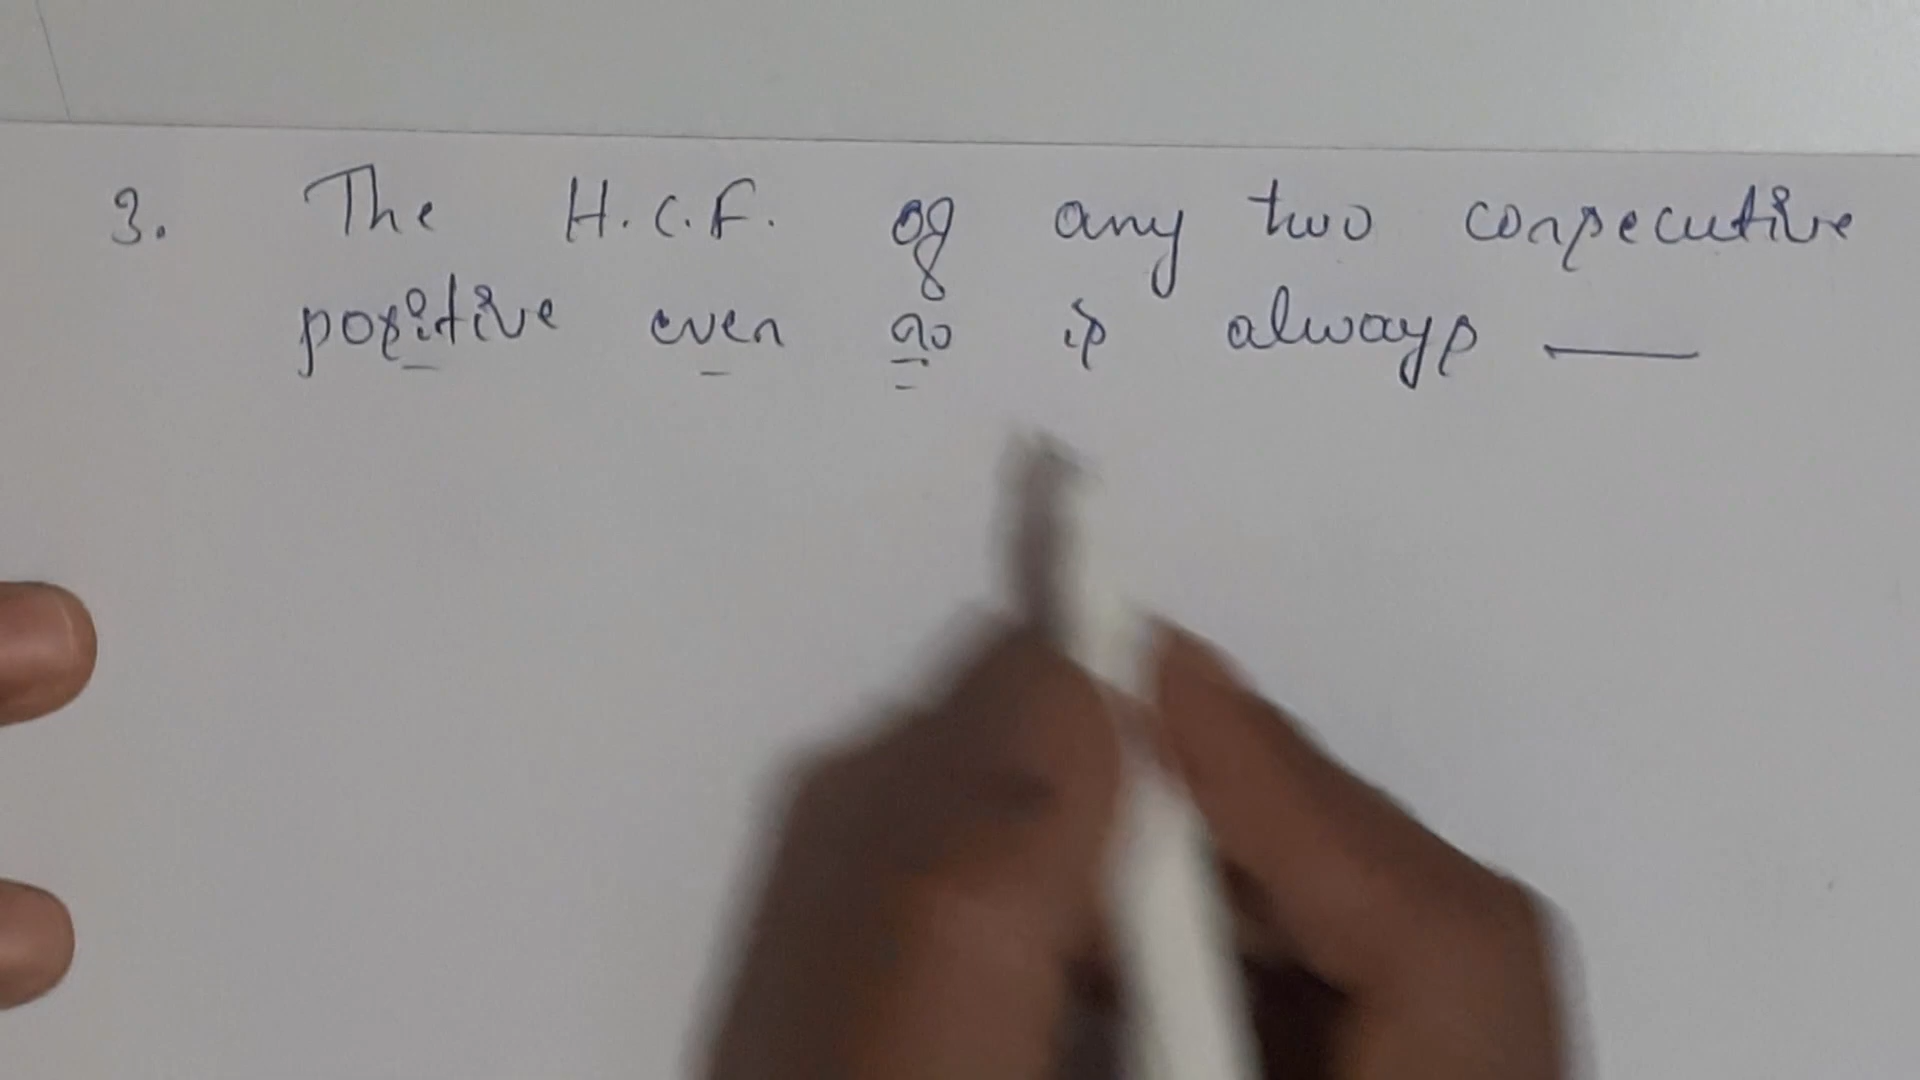 3. The H.C.F. of any two consecutive
positive even no is always ___